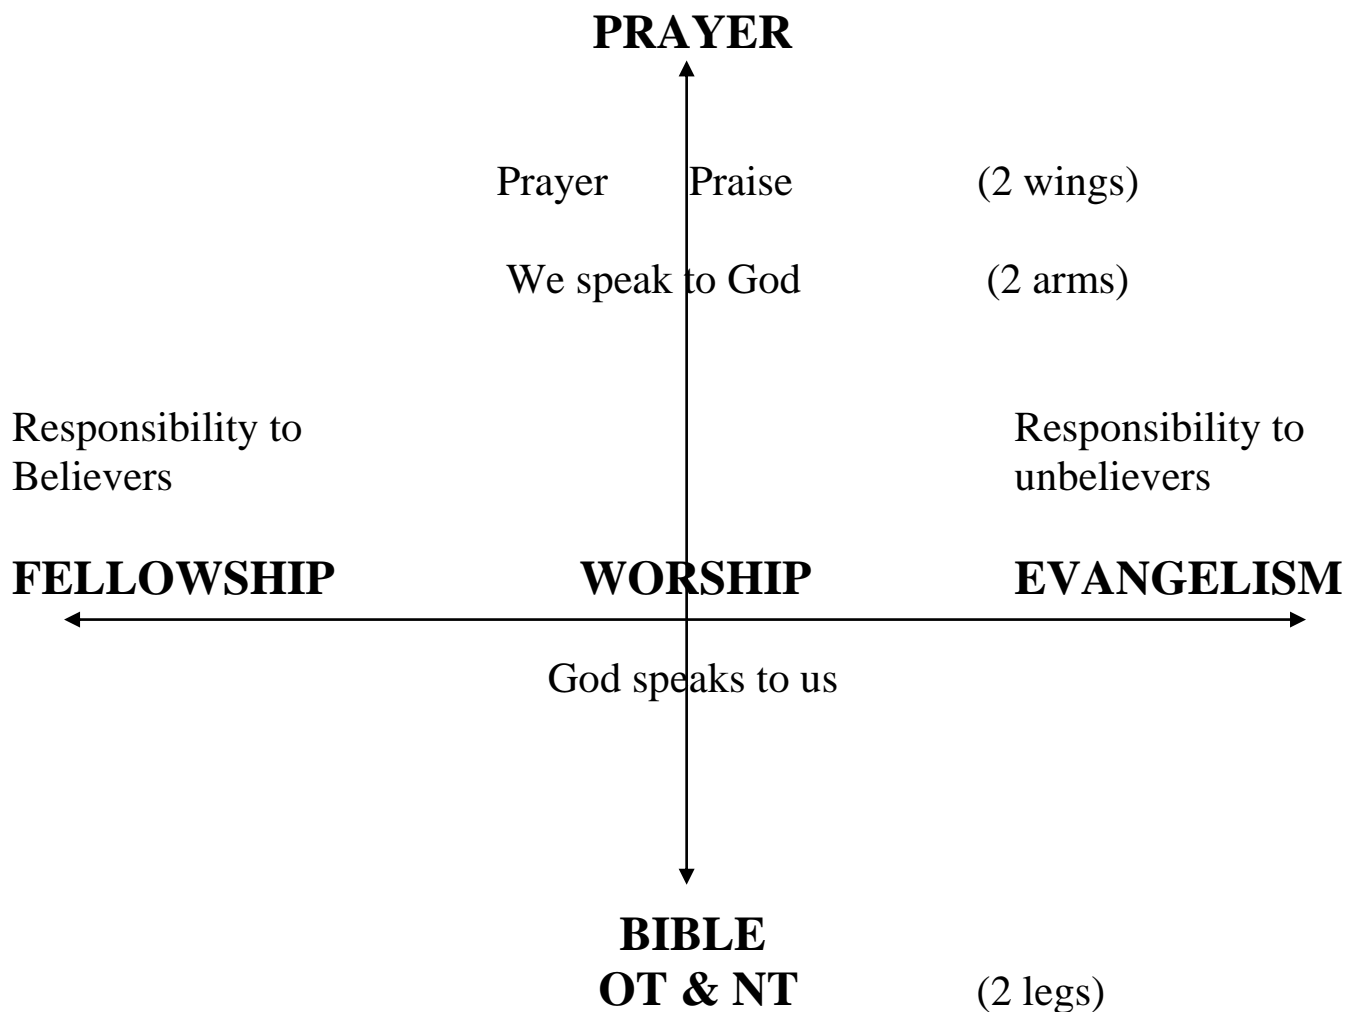 PRAYER
Prayer Praise (2 wings)
We speak to God (2 arms)
Responsibility to
Believers
Responsibility to
unbelievers
FELLOWSHIP WORSHIP EVANGELISM
God speaks to us
BIBLE
OT & NT (2 legs)